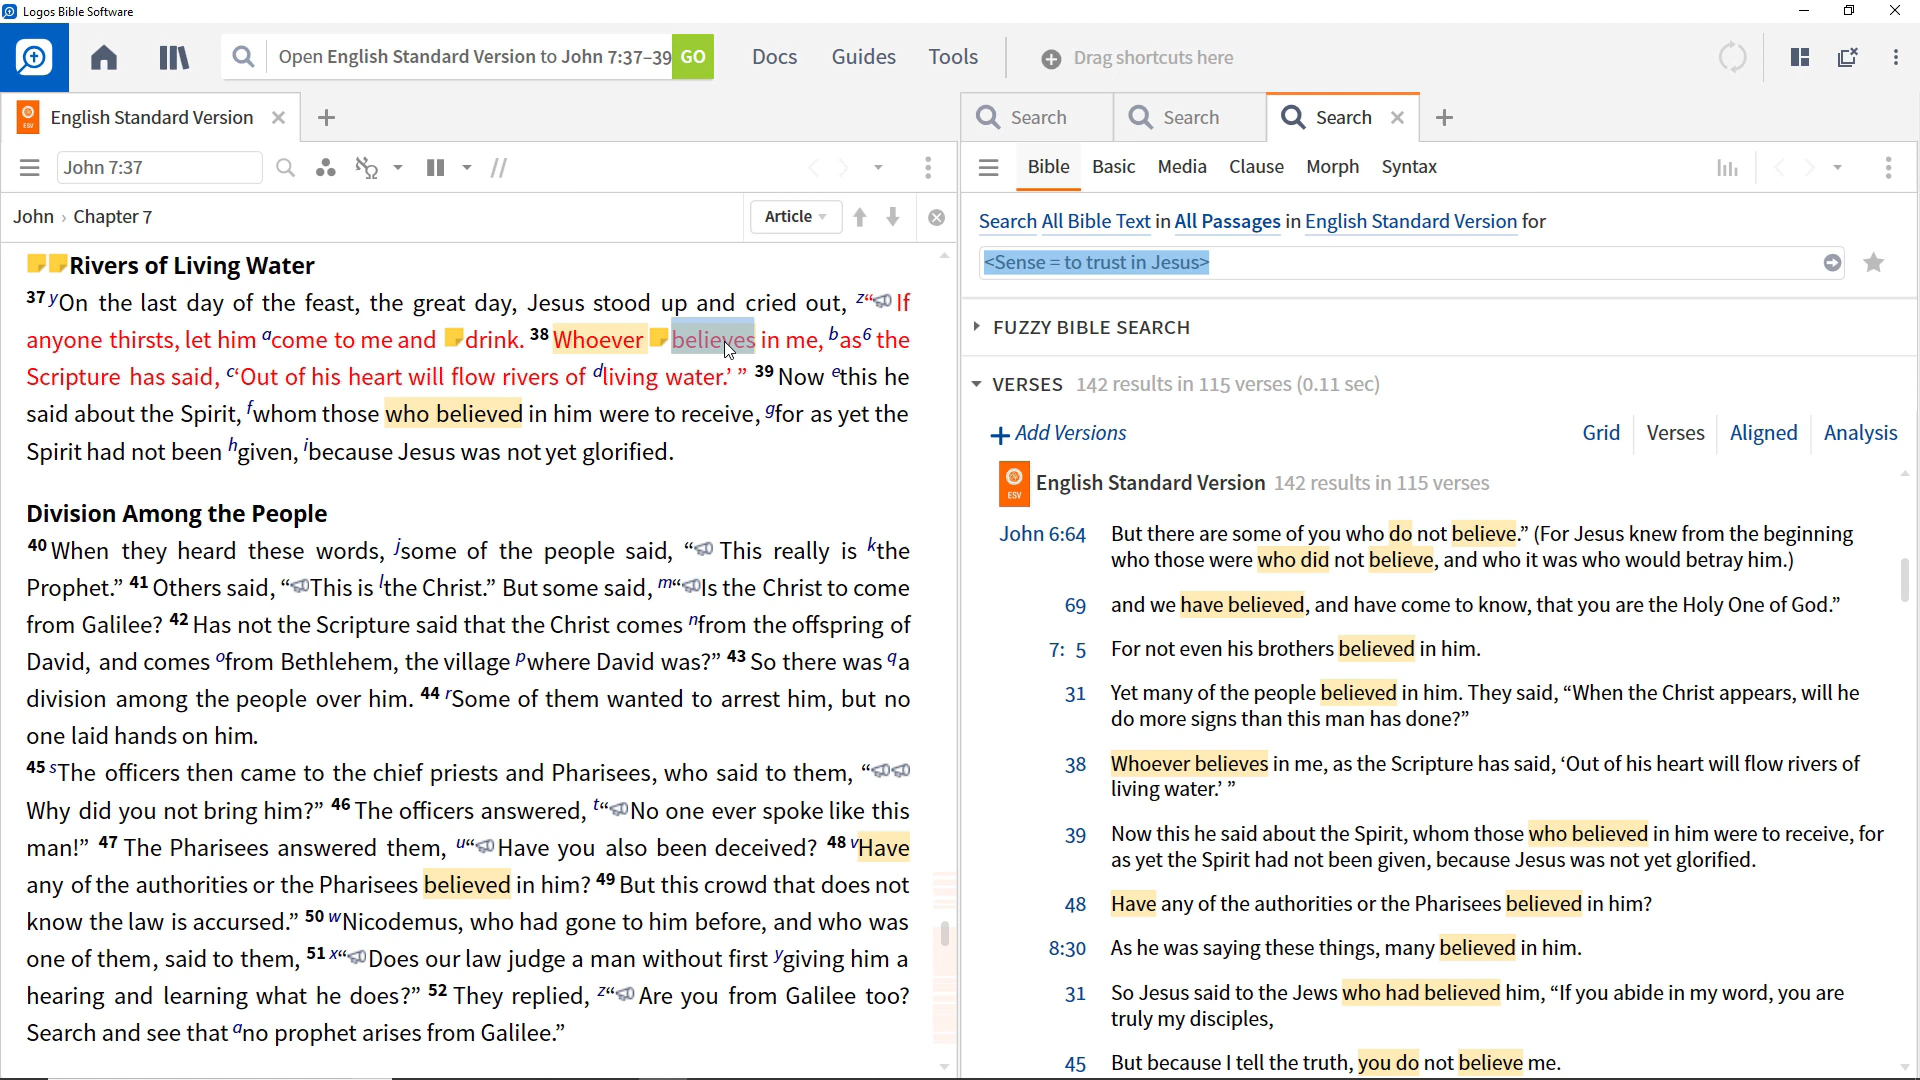 Logos Bible Software
Open English Standard Version to John 7:37–39 GO Docs Guides Tools Drag shortcuts here
English Standard Version
John 7:37
John › Chapter 7 Article
Rivers of Living Water
37 y On the last day of the feast, the great day, Jesus stood up and cried out, z “ If
anyone thirsts, let him a come to me and drink. 38 Whoever believes in me, b as 6 the
Scripture has said, c ‘Out of his heart will flow rivers of d living water.’ ” 39 Now e this he
said about the Spirit, f whom those who believed in him were to receive, g for as yet the
Spirit had not been h given, i because Jesus was not yet glorified.
Division Among the People
40 When they heard these words, j some of the people said, “ This really is k the
Prophet.” 41 Others said, “ This is l the Christ.” But some said, m “ Is the Christ to come
from Galilee? 42 Has not the Scripture said that the Christ comes n from the offspring of
David, and comes o from Bethlehem, the village p where David was?” 43 So there was q a
division among the people over him. 44 r Some of them wanted to arrest him, but no
one laid hands on him.
45 s The officers then came to the chief priests and Pharisees, who said to them, “
Why did you not bring him?” 46 The officers answered, t “ No one ever spoke like this
man!” 47 The Pharisees answered them, u “ Have you also been deceived? 48 v Have
any of the authorities or the Pharisees believed in him? 49 But this crowd that does not
know the law is accursed.” 50 w Nicodemus, who had gone to him before, and who was
one of them, said to them, 51 x “ Does our law judge a man without first y giving him a
hearing and learning what he does?” 52 They replied, z “ Are you from Galilee too?
Search and see that a no prophet arises from Galilee.”
Search Search Search
Bible Basic Media Clause Morph Syntax
Search All Bible Text in All Passages in English Standard Version for
<Sense = to trust in Jesus>
FUZZY BIBLE SEARCH
VERSES 142 results in 115 verses (0.11 sec)
Add Versions Grid Verses Aligned Analysis
ESV English Standard Version 142 results in 115 verses
John 6:64 But there are some of you who do not believe.” (For Jesus knew from the beginning
who those were who did not believe, and who it was who would betray him.)
69 and we have believed, and have come to know, that you are the Holy One of God.”
7: 5 For not even his brothers believed in him.
31 Yet many of the people believed in him. They said, “When the Christ appears, will he
do more signs than this man has done?”
38 Whoever believes in me, as the Scripture has said, ‘Out of his heart will flow rivers of
living water.’ ”
39 Now this he said about the Spirit, whom those who believed in him were to receive, for
as yet the Spirit had not been given, because Jesus was not yet glorified.
48 Have any of the authorities or the Pharisees believed in him?
8:30 As he was saying these things, many believed in him.
31 So Jesus said to the Jews who had believed him, “If you abide in my word, you are
truly my disciples,
45 But because I tell the truth, you do not believe me.